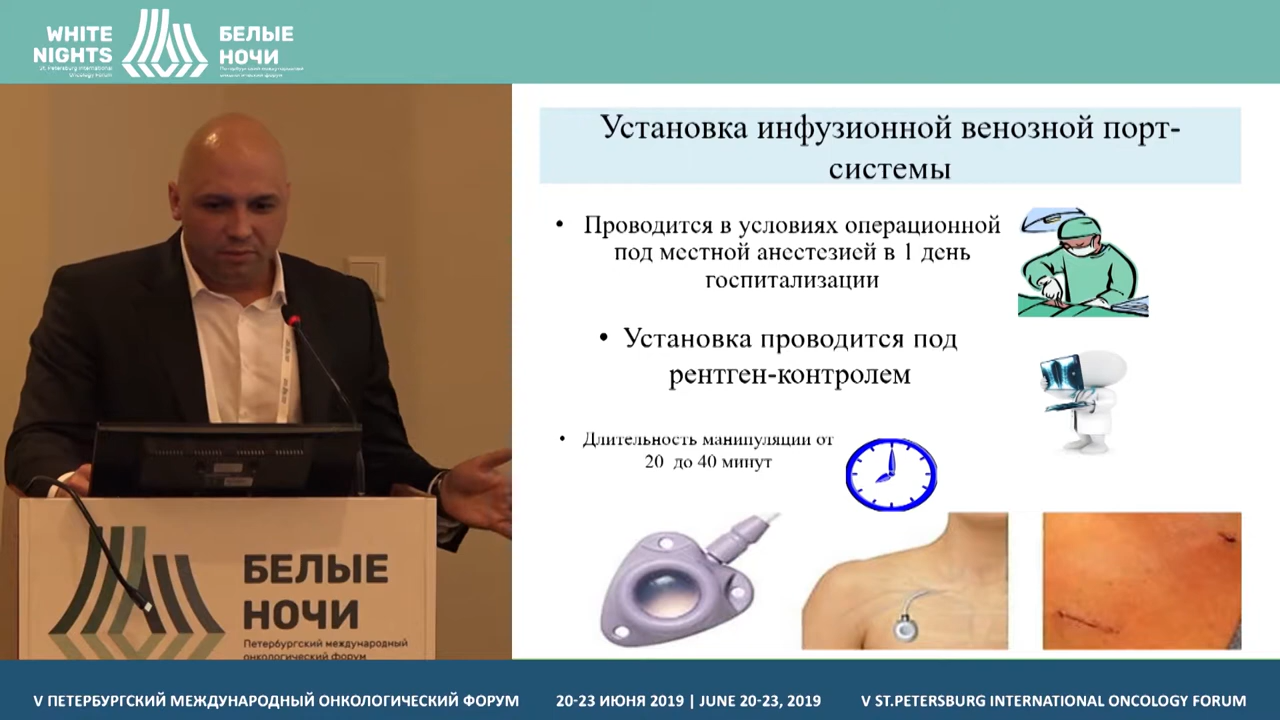 WHITE
NIGHTS
St. Petersburg International
Oncology Forum
БЕЛЫЕ
НОЧИ
Петербургский международный
онкологический форум
Установка инфузионной венозной порт-
системы
• Проводится в условиях операционной
под местной анестезией в 1 день
госпитализации
• Установка проводится под
рентген-контролем
• Длительность манипуляции от
20 до 40 минут
БЕЛЫЕ
НОЧИ
Петербургский международный
онкологический форум
V ПЕТЕРБУРГСКИЙ МЕЖДУНАРОДНЫЙ ОНКОЛОГИЧЕСКИЙ ФОРУМ 20-23 ИЮНЯ 2019 | JUNE 20-23, 2019 V ST.PETERSBURG INTERNATIONAL ONCOLOGY FORUM